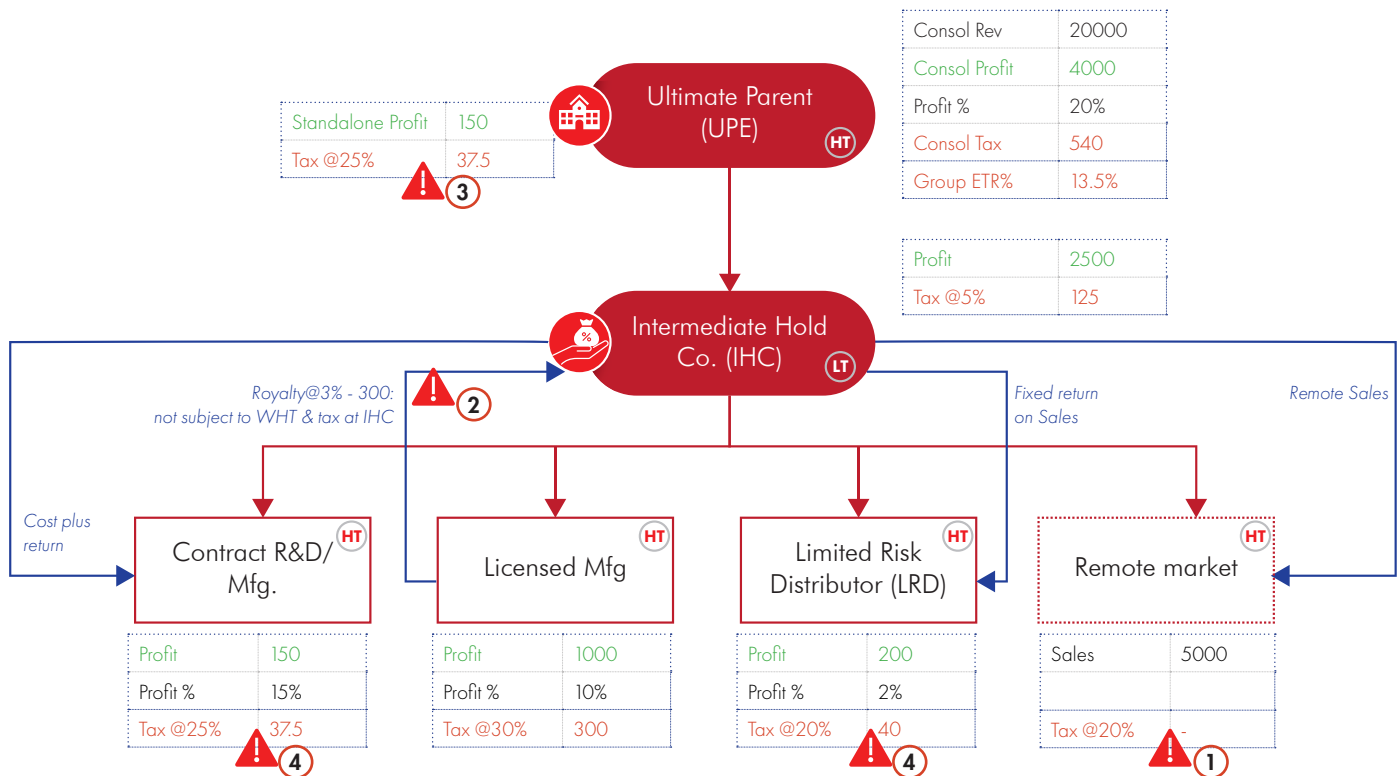 Consol Rev 20000
Consol Profit 4000
Profit % 20%
Consol Tax 540
Group ETR% 13.5%
Ultimate Parent
(UPE)
HT
Standalone Profit 150
Tax @25% 37.5
! 3
Profit 2500
Tax @5% 125
Intermediate Hold
Co. (IHC)
%
LT
Royalty@3% - 300:
not subject to WHT & tax at IHC
! 2
Fixed return
on Sales
Remote Sales
Cost plus
return
Contract R&D/
Mfg.
HT
Licensed Mfg
HT
Limited Risk
Distributor (LRD)
HT
Remote market
HT
Profit 150
Profit % 15%
Tax @25% 37.5
! 4
Profit 1000
Profit % 10%
Tax @30% 300
Profit 200
Profit % 2%
Tax @20% 40
! 4
Sales 5000
Tax @20% -
! 1